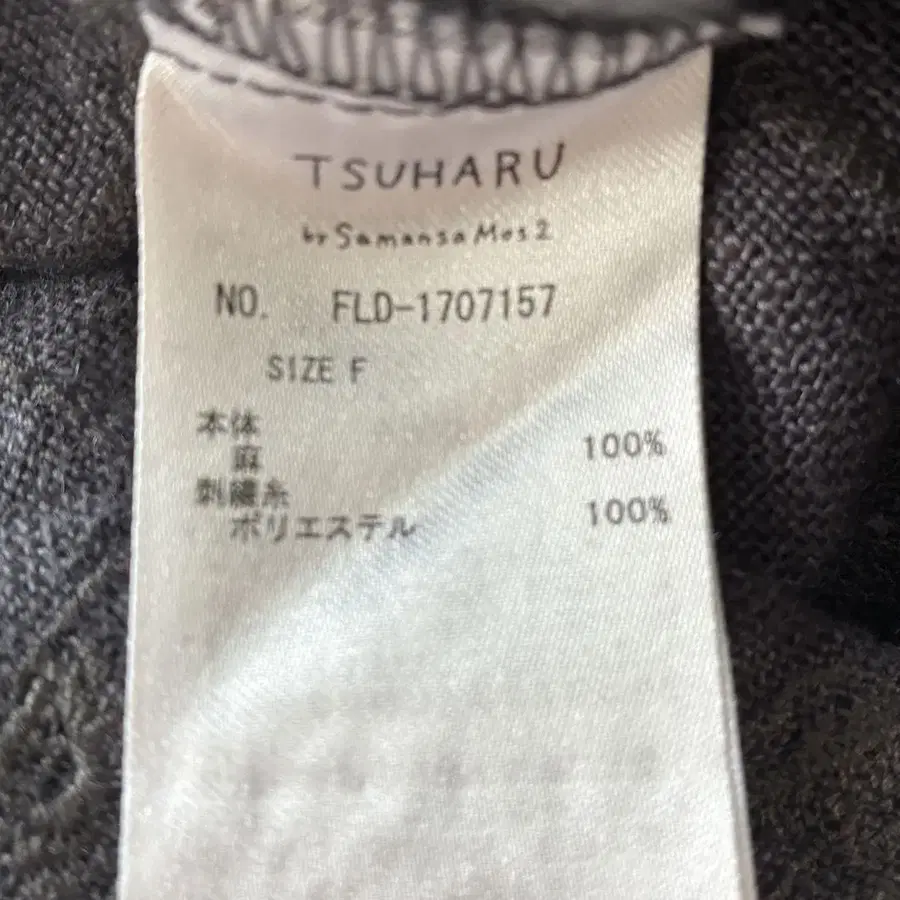 TSUHARU
by Samansa Mos2
NO. FLD-1707157
SIZE F
本体
麻 100%
刺繍糸
ポリエステル 100%